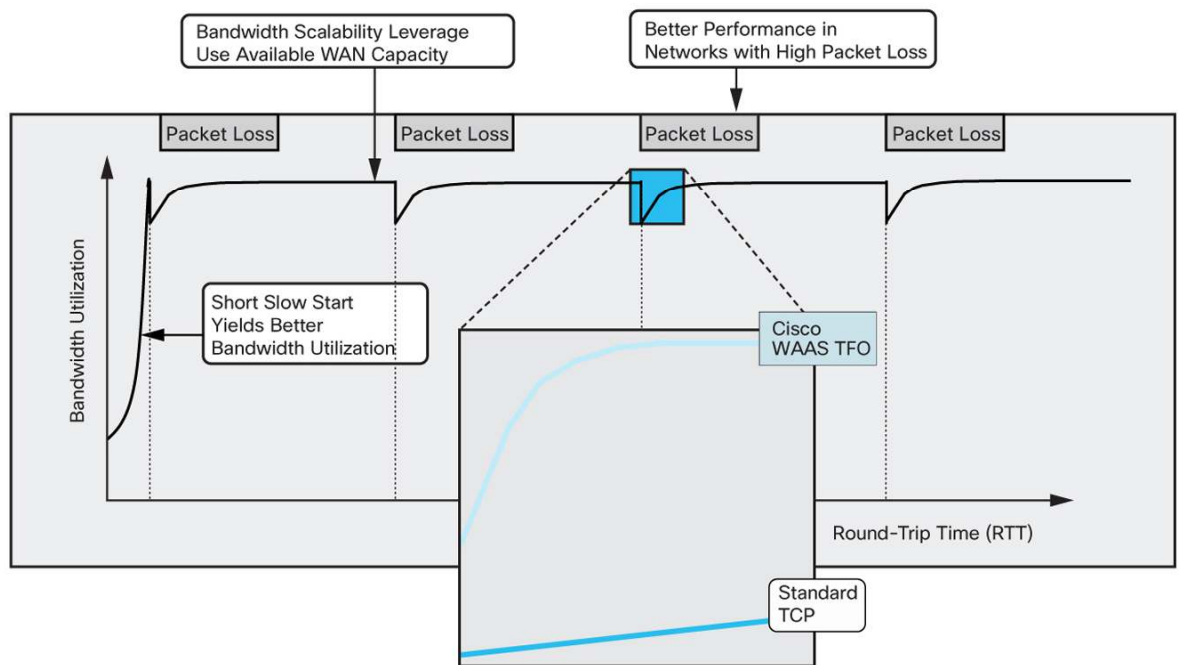 Bandwidth Scalability Leverage
Use Available WAN Capacity
Better Performance in
Networks with High Packet Loss
Packet Loss
Packet Loss
Packet Loss
Packet Loss
Bandwidth Utilization
Short Slow Start
Yields Better
Bandwidth Utilization
Cisco
WAAS TFO
Round-Trip Time (RTT)
Standard
TCP